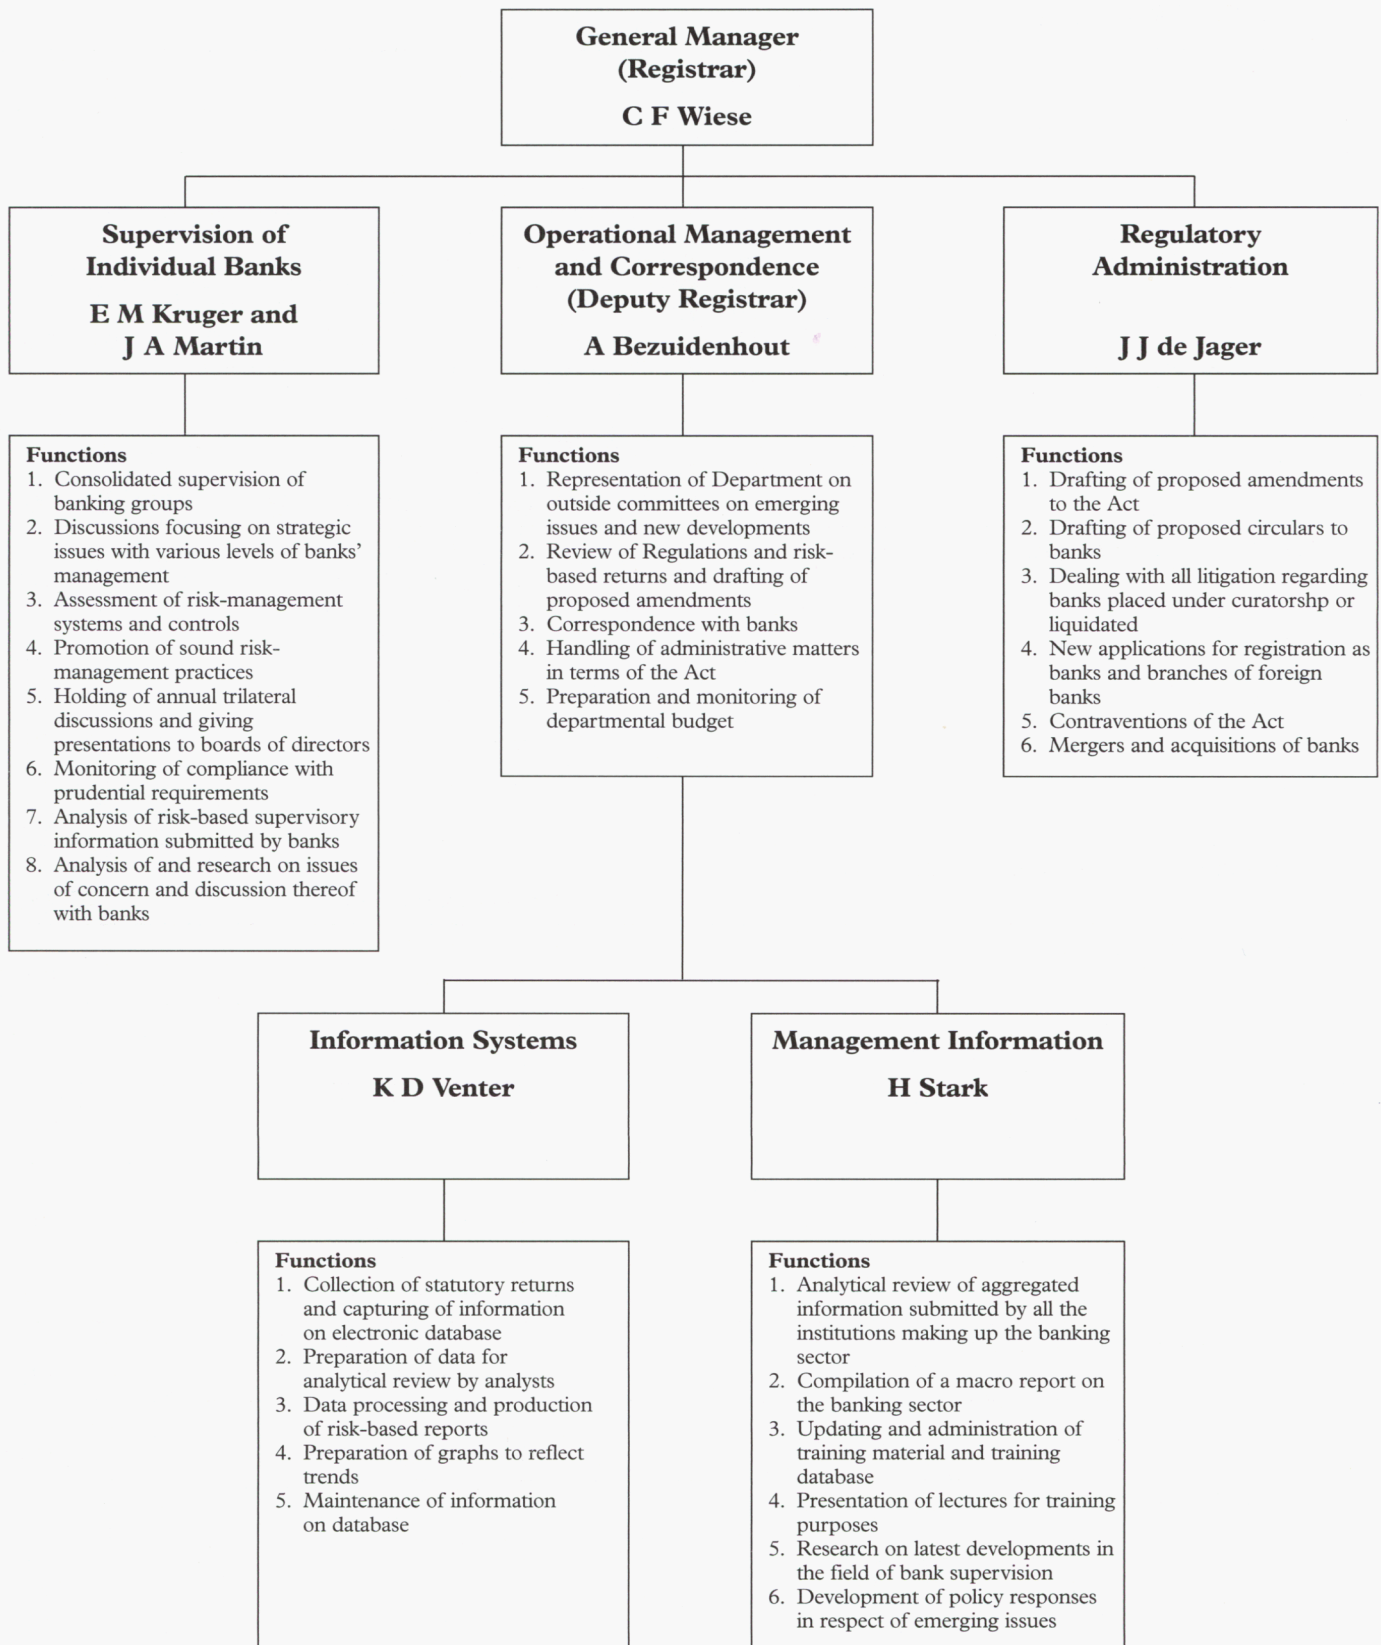 General Manager
(Registrar)
C F Wiese
Supervision of
Individual Banks
E M Kruger and
J A Martin
Operational Management
and Correspondence
(Deputy Registrar)
A Bezuidenhout
Regulatory
Administration
J J de Jager
Functions
1. Consolidated supervision of
banking groups
2. Discussions focusing on strategic
issues with various levels of banks’
management
3. Assessment of risk-management
systems and controls
4. Promotion of sound risk-
management practices
5. Holding of annual trilateral
discussions and giving
presentations to boards of directors
6. Monitoring of compliance with
prudential requirements
7. Analysis of risk-based supervisory
information submitted by banks
8. Analysis of and research on issues
of concern and discussion thereof
with banks
Functions
1. Representation of Department on
outside committees on emerging
issues and new developments
2. Review of Regulations and risk-
based returns and drafting of
proposed amendments
3. Correspondence with banks
4. Handling of administrative matters
in terms of the Act
5. Preparation and monitoring of
departmental budget
Functions
1. Drafting of proposed amendments
to the Act
2. Drafting of proposed circulars to
banks
3. Dealing with all litigation regarding
banks placed under curatorshp or
liquidated
4. New applications for registration as
banks and branches of foreign
banks
5. Contraventions of the Act
6. Mergers and acquisitions of banks
Information Systems
K D Venter
Management Information
H Stark
Functions
1. Collection of statutory returns
and capturing of information
on electronic database
2. Preparation of data for
analytical review by analysts
3. Data processing and production
of risk-based reports
4. Preparation of graphs to reflect
trends
5. Maintenance of information
on database
Functions
1. Analytical review of aggregated
information submitted by all the
institutions making up the banking
sector
2. Compilation of a macro report on
the banking sector
3. Updating and administration of
training material and training
database
4. Presentation of lectures for training
purposes
5. Research on latest developments in
the field of bank supervision
6. Development of policy responses
in respect of emerging issues